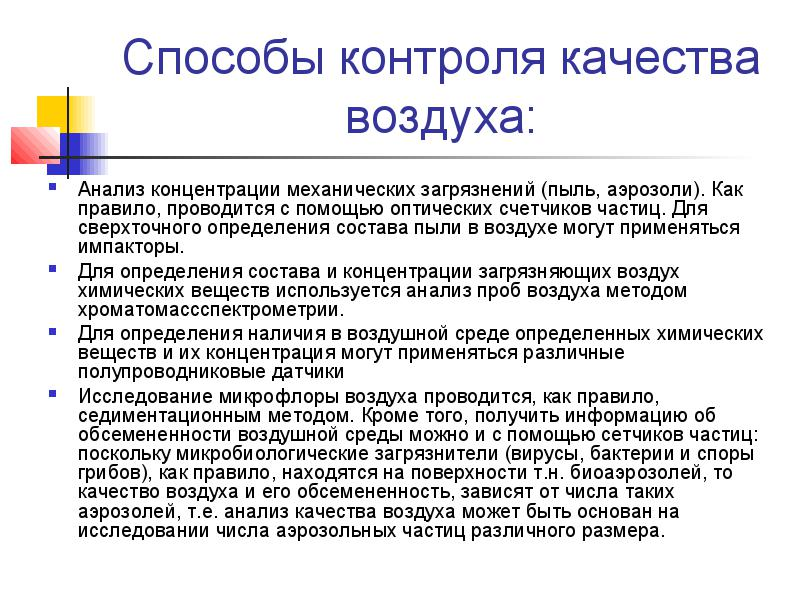 Способы контроля качества
воздуха:
Анализ концентрации механических загрязнений (пыль, аэрозоли). Как
правило, проводится с помощью оптических счетчиков частиц. Для
сверхточного определения состава пыли в воздухе могут применяться
импакторы.
Для определения состава и концентрации загрязняющих воздух
химических веществ используется анализ проб воздуха методом
хроматомассспектрометрии.
Для определения наличия в воздушной среде определенных химических
веществ и их концентрация могут применяться различные
полупроводниковые датчики
Исследование микрофлоры воздуха проводится, как правило,
седиментационным методом. Кроме того, получить информацию об
обсемененности воздушной среды можно и с помощью сетчиков частиц:
поскольку микробиологические загрязнители (вирусы, бактерии и споры
грибов), как правило, находятся на поверхности т.н. биоаэрозолей, то
качество воздуха и его обсемененность, зависят от числа таких
аэрозолей, т.е. анализ качества воздуха может быть основан на
исследовании числа аэрозольных частиц различного размера.